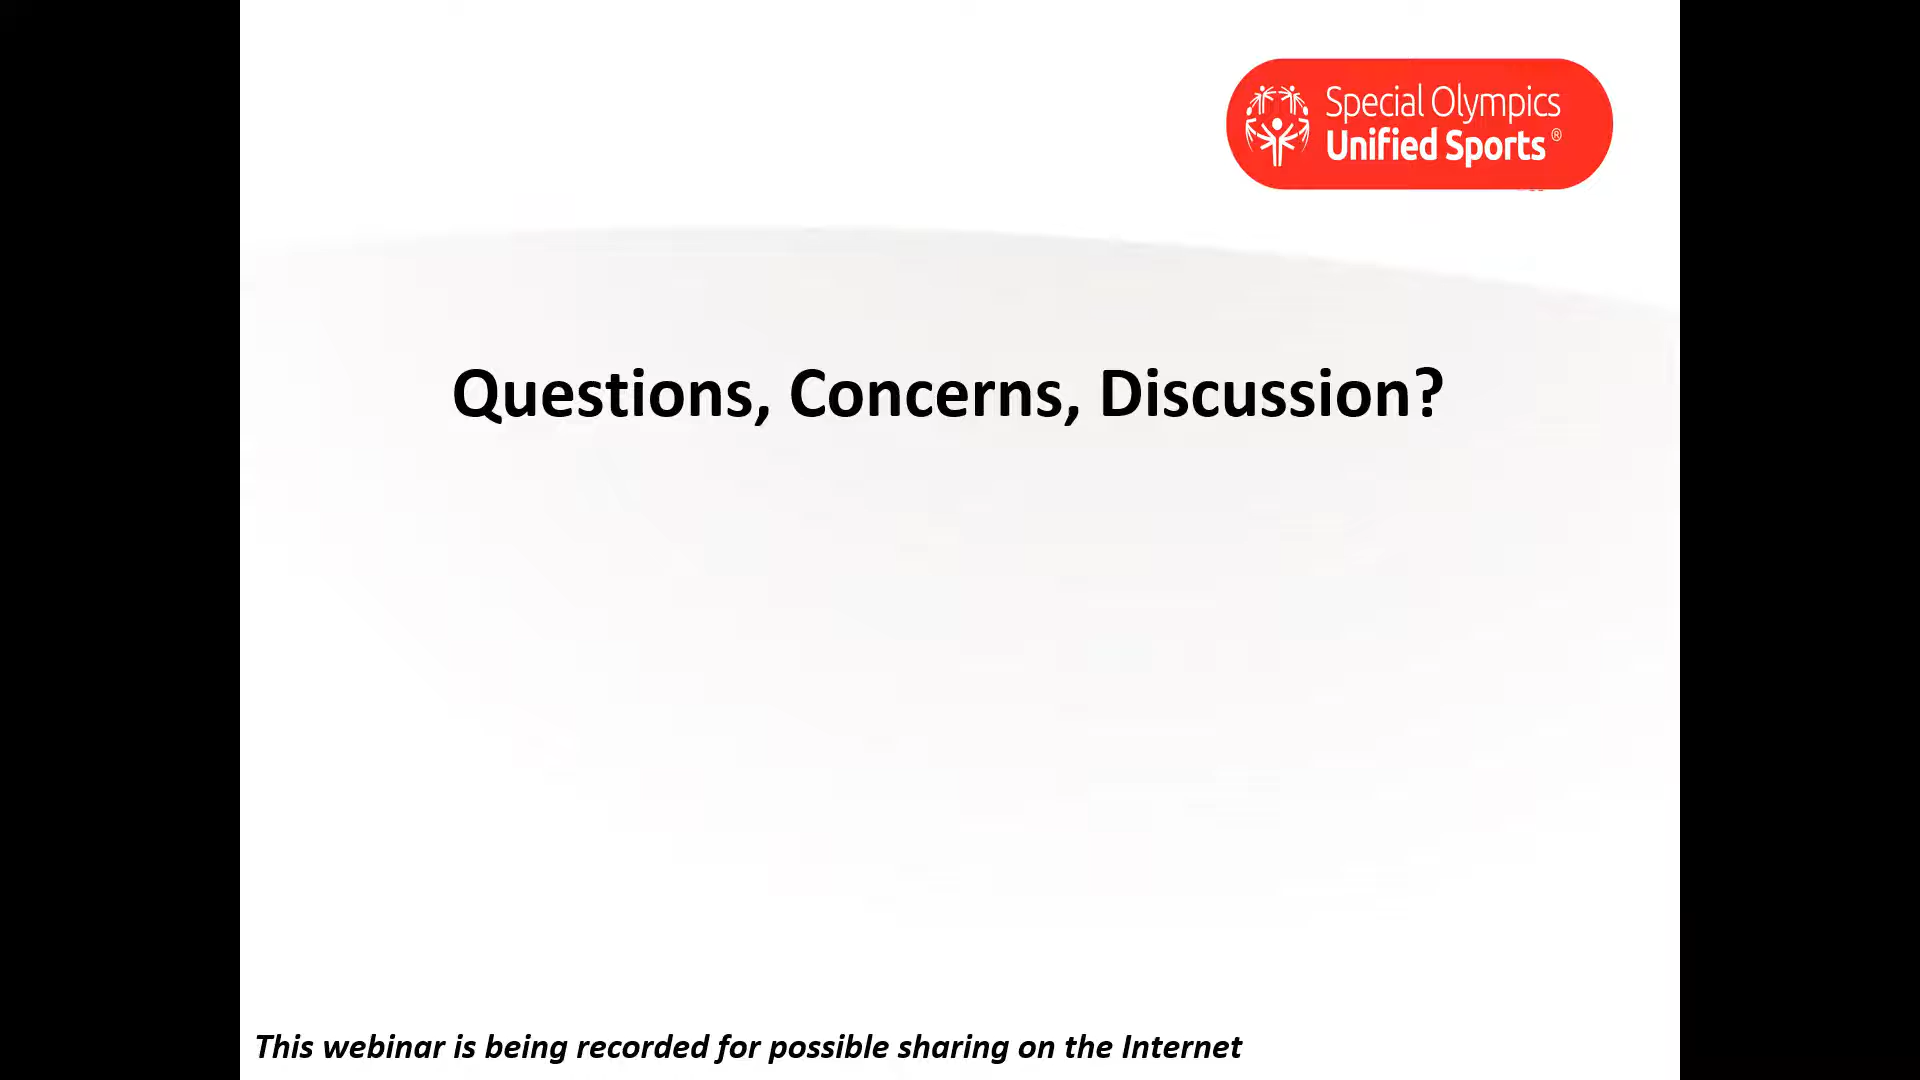 Special Olympics
Unified Sports®
Questions, Concerns, Discussion?
This webinar is being recorded for possible sharing on the Internet